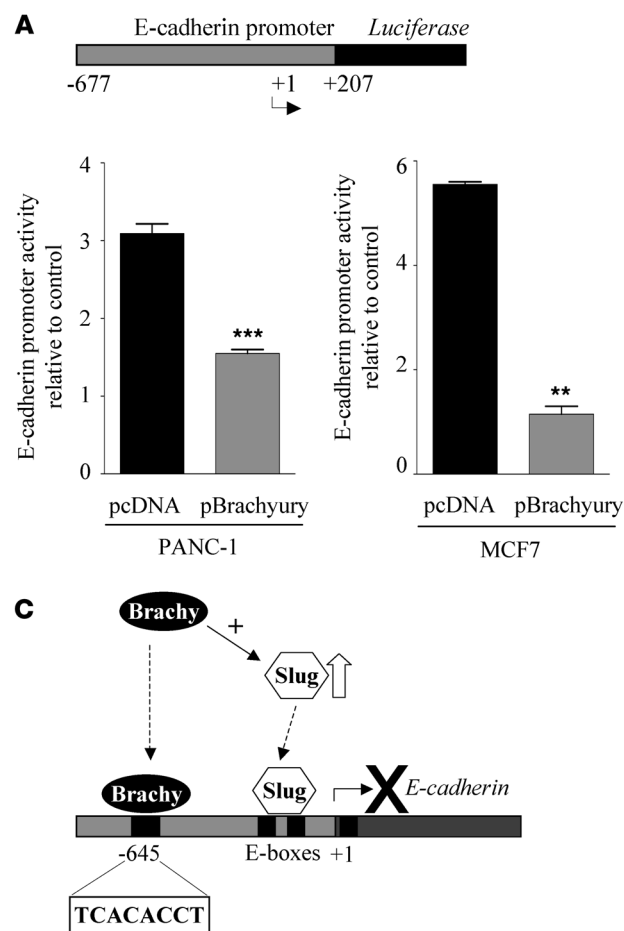 A
E-cadherin promoter Luciferase
-677 +1 +207
E-cadherin promoter activity
relative to control
4
3
2
1
0
***
pcDNA pBrachyury
PANC-1
E-cadherin promoter activity
relative to control
6
4
2
0
**
pcDNA pBrachyury
MCF7
C
Brachy
+
Slug
Brachy
Slug
X
E-cadherin
-645 E-boxes +1
TCACACCT